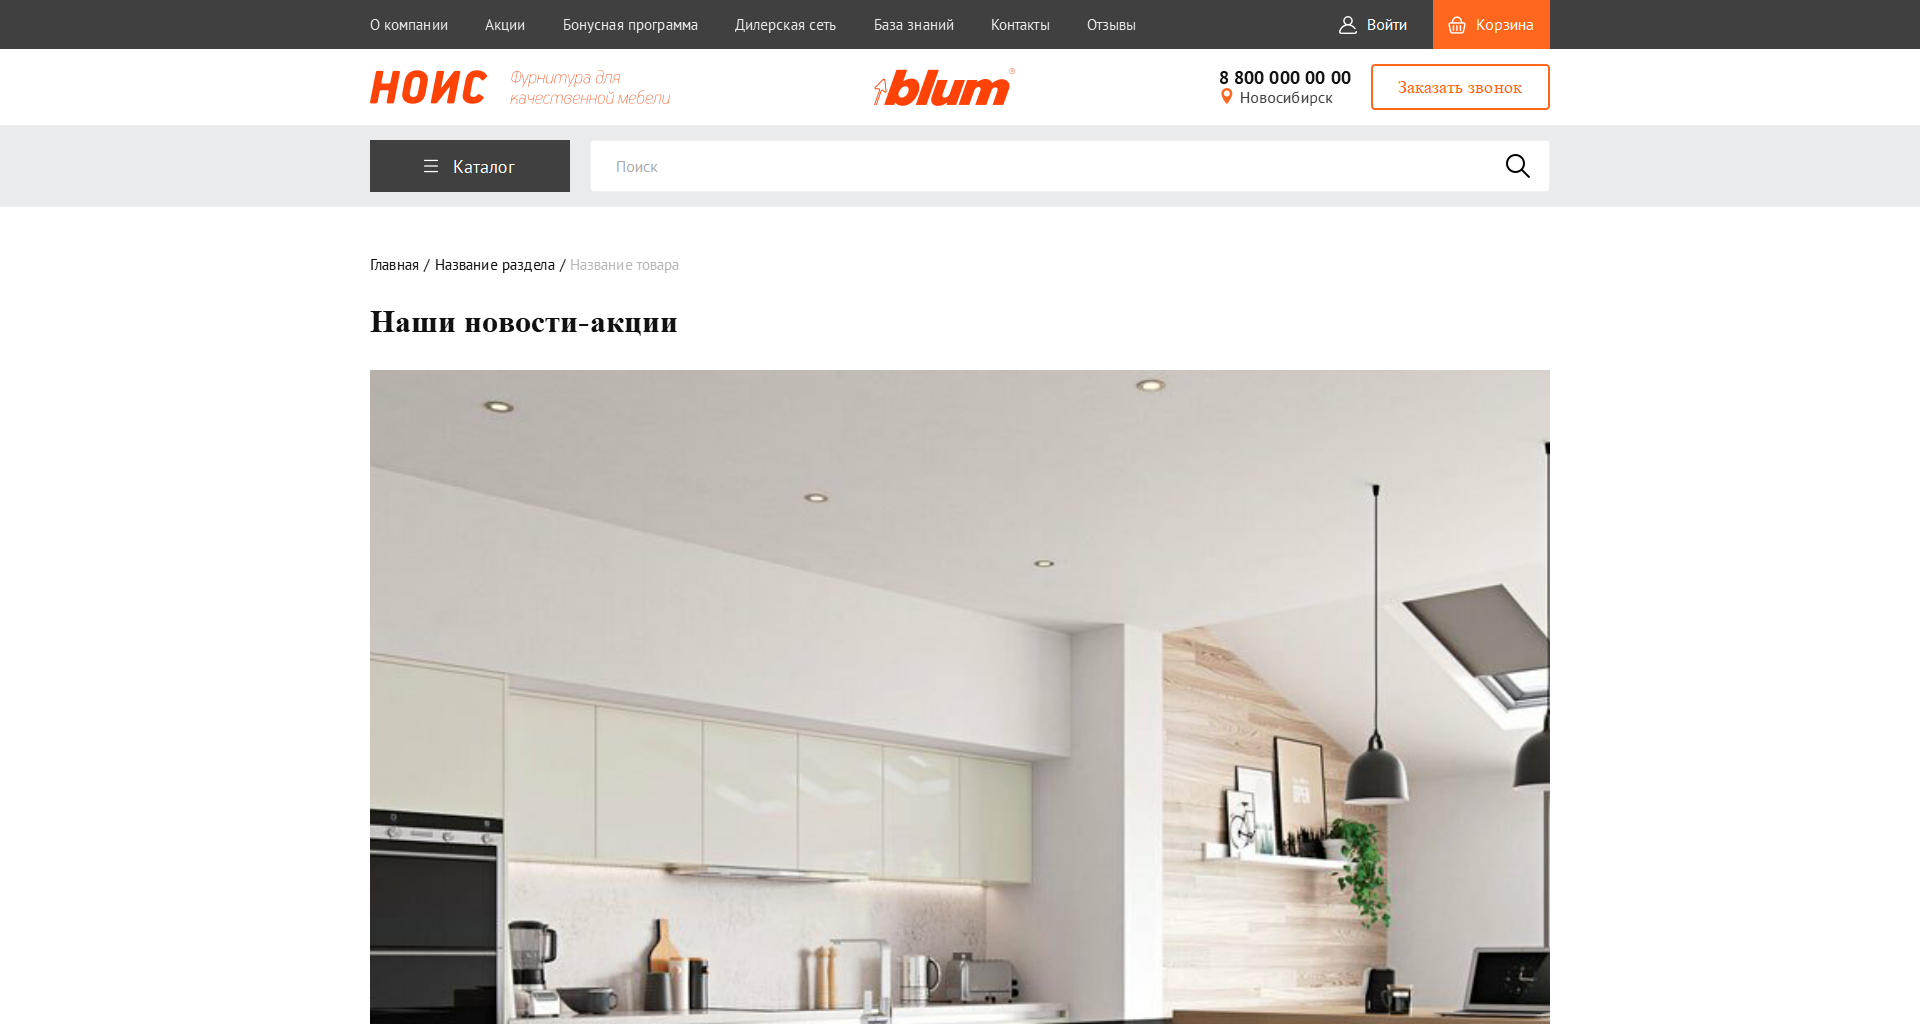 О компании
Акции
Бонусная программа
Дилерская сеть
База знаний
Контакты
Отзывы
Войти
Корзина
НОИС
Фурнитура для
качественной мебели
blum®
8 800 000 00 00
Новосибирск
Заказать звонок
Каталог
Поиск
Главная / Название раздела / Название товара
Наши новости-акции
OPEN